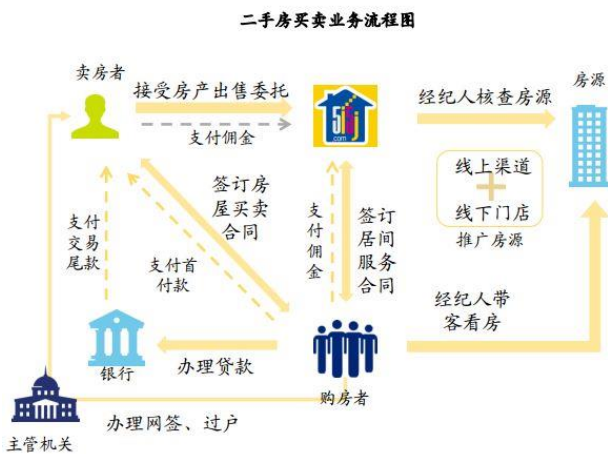 二手房买卖业务流程图
卖房者
接受房产出售委托
支付佣金
5i5j
.com
经纪人核查房源
房源
线上渠道
线下门店
推广房源
签订房
屋买卖
合同
支付
交易
尾款
支付首
付款
支
付
佣
金
签订
居间
服务
合同
经纪人带
客看房
银行
办理贷款
购房者
办理网签、过户
主管机关